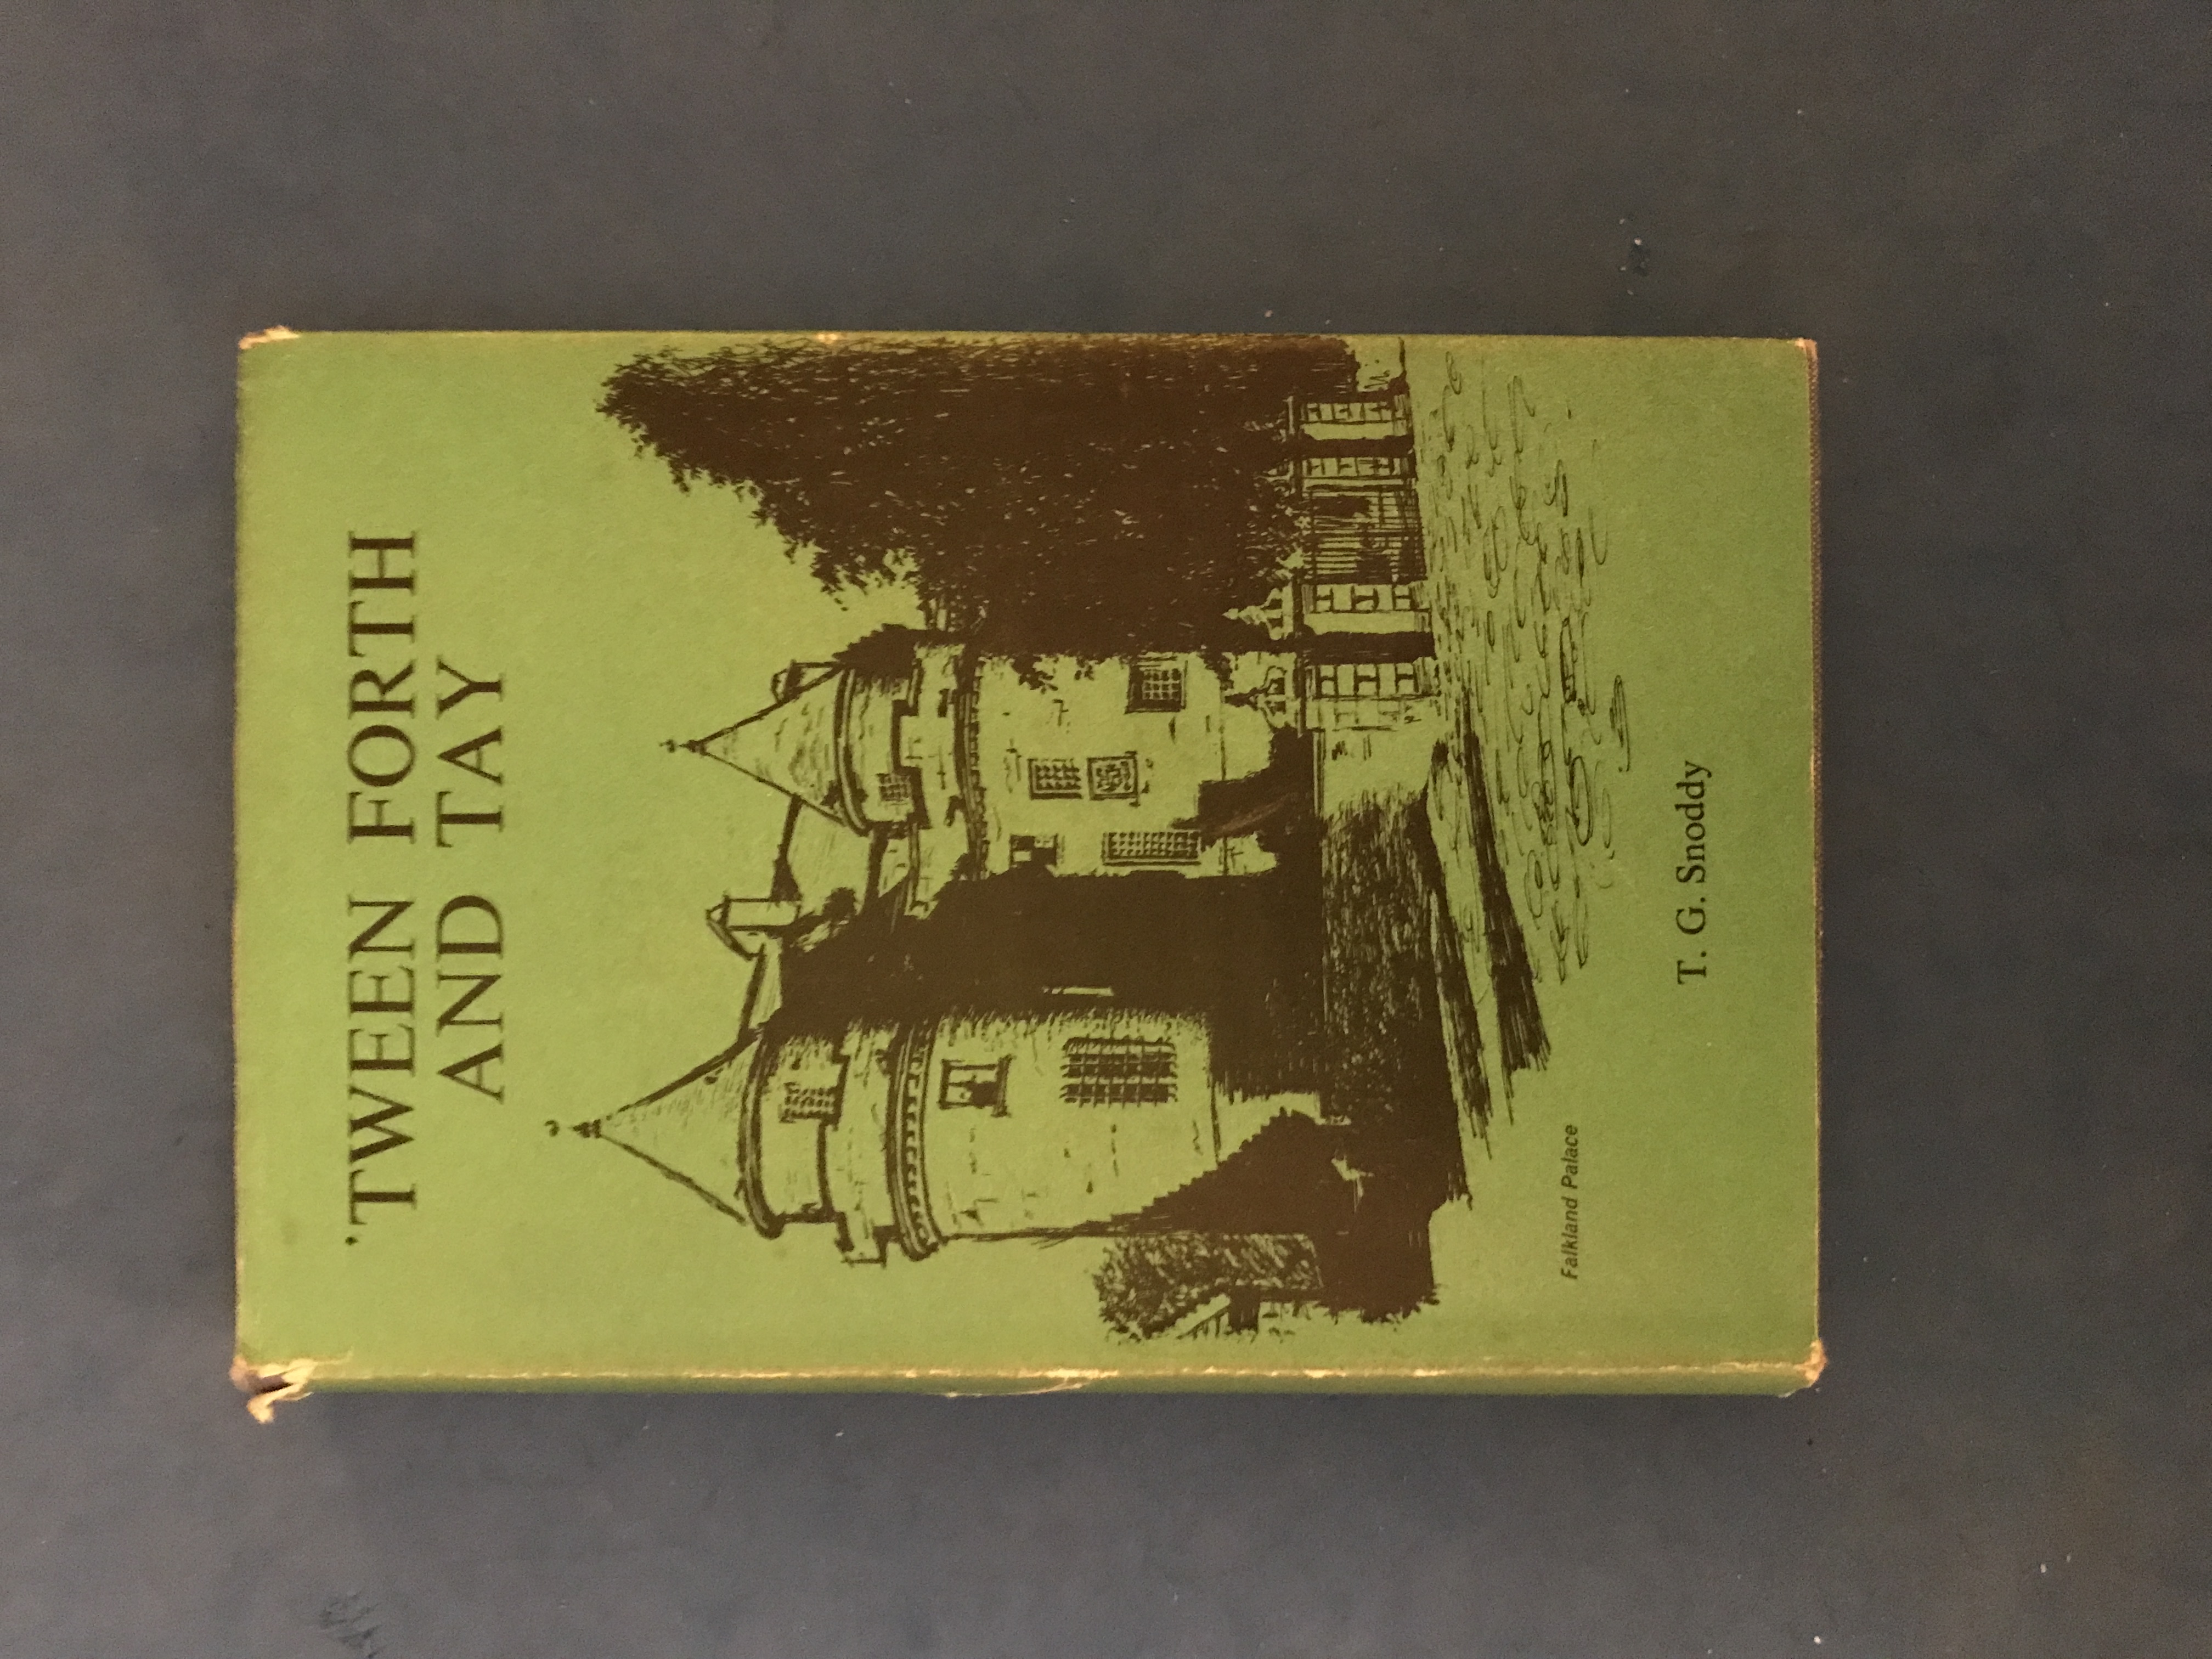 'TWEEN FORTH
AND TAY
Falkland Palace
T. G. Snoddy